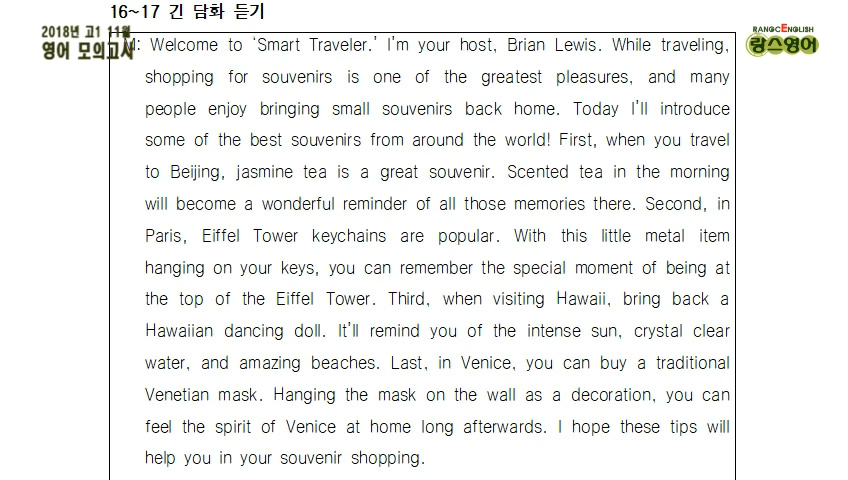 16~17 긴 담화 듣기
2018년 고1 11월
영어 모의고사
RANGCENGLISH
랑스영어
: Welcome to ‘Smart Traveler.’ I’m your host, Brian Lewis. While traveling,
shopping for souvenirs is one of the greatest pleasures, and many
people enjoy bringing small souvenirs back home. Today I’ll introduce
some of the best souvenirs from around the world! First, when you travel
to Beijing, jasmine tea is a great souvenir. Scented tea in the morning
will become a wonderful reminder of all those memories there. Second, in
Paris, Eiffel Tower keychains are popular. With this little metal item
hanging on your keys, you can remember the special moment of being at
the top of the Eiffel Tower. Third, when visiting Hawaii, bring back a
Hawaiian dancing doll. It’ll remind you of the intense sun, crystal clear
water, and amazing beaches. Last, in Venice, you can buy a traditional
Venetian mask. Hanging the mask on the wall as a decoration, you can
feel the spirit of Venice at home long afterwards. I hope these tips will
help you in your souvenir shopping.